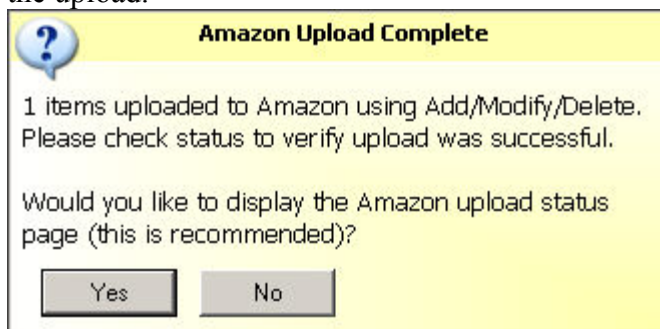 the upload.
Amazon Upload Complete
1 items uploaded to Amazon using Add/Modify/Delete.
Please check status to verify upload was successful.
Would you like to display the Amazon upload status
page (this is recommended)?
Yes No